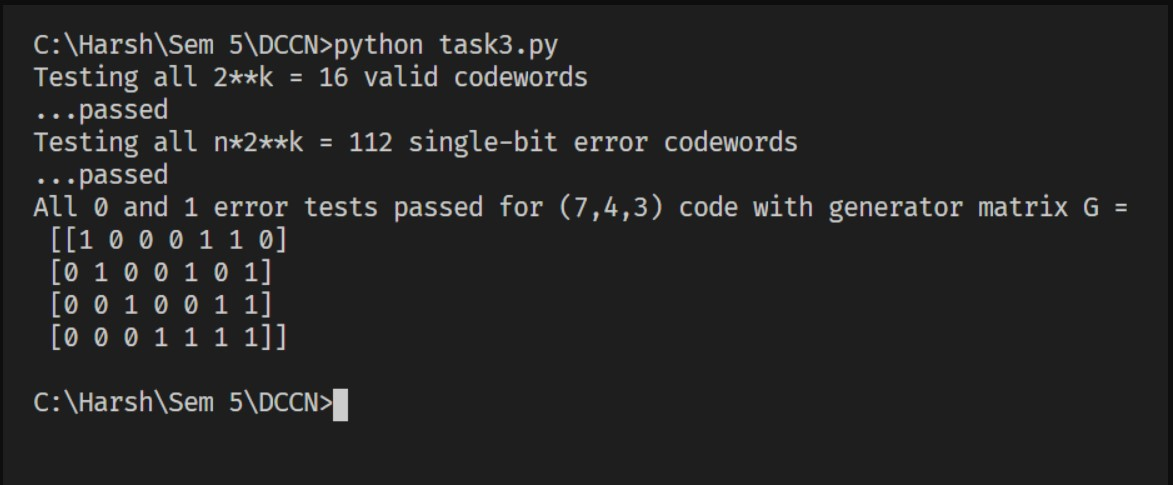 C:\Harsh\Sem 5\DCCN>python task3.py
Testing all 2**k = 16 valid codewords
...passed
Testing all n*2**k = 112 single-bit error codewords
...passed
All 0 and 1 error tests passed for (7,4,3) code with generator matrix G =
 [[1 0 0 0 1 1 0]
 [0 1 0 0 1 0 1]
 [0 0 1 0 0 1 1]
 [0 0 0 1 1 1 1]]
C:\Harsh\Sem 5\DCCN>